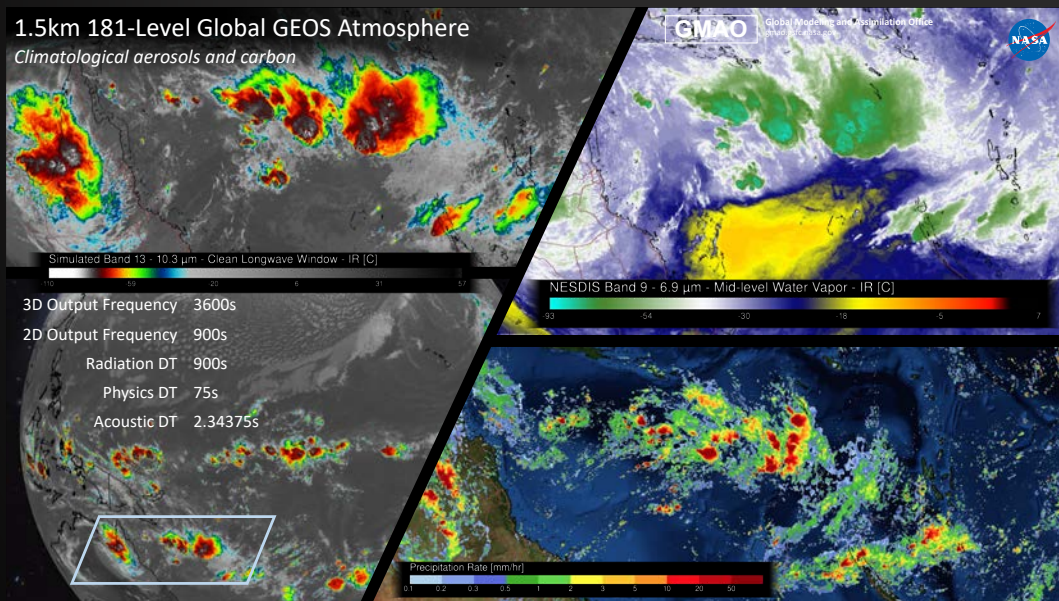 1.5km 181-Level Global GEOS Atmosphere
Climatological aerosols and carbon
GMAO
Global Modeling and Assimilation Office
NASA
Simulated Band 13 - 10.3 µm - Clean Longwave Window - IR [C]
-110 -59 -20 6 31 57
NESDIS Band 9 - 6.9 µm - Mid-level Water Vapor - IR [C]
-93 -54 -30 -18 -5 7
3D Output Frequency 3600s
2D Output Frequency 900s
Radiation DT 900s
Physics DT 75s
Acoustic DT 2.34375s
Precipitation Rate [mm/hr]
0.1 0.2 0.3 0.5 1 2 3 5 10 20 50